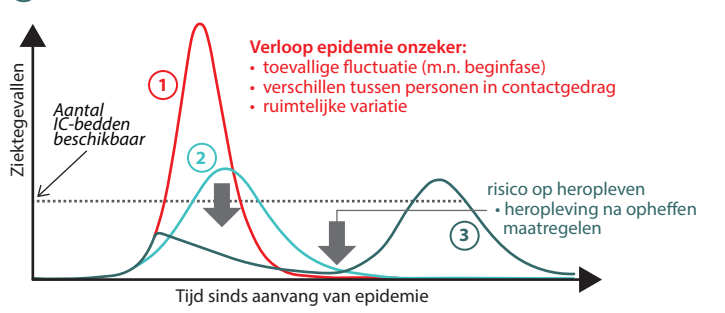 Verloop epidemie onzeker:
• toevallige fluctuatie (m.n. beginfase)
• verschillen tussen personen in contactgedrag
• ruimtelijke variatie
1
Ziektegevallen
Aantal
IC-bedden
beschikbaar
2
risico op heropleven
• heropleving na opheffen
maatregelen
3
Tijd sinds aanvang van epidemie